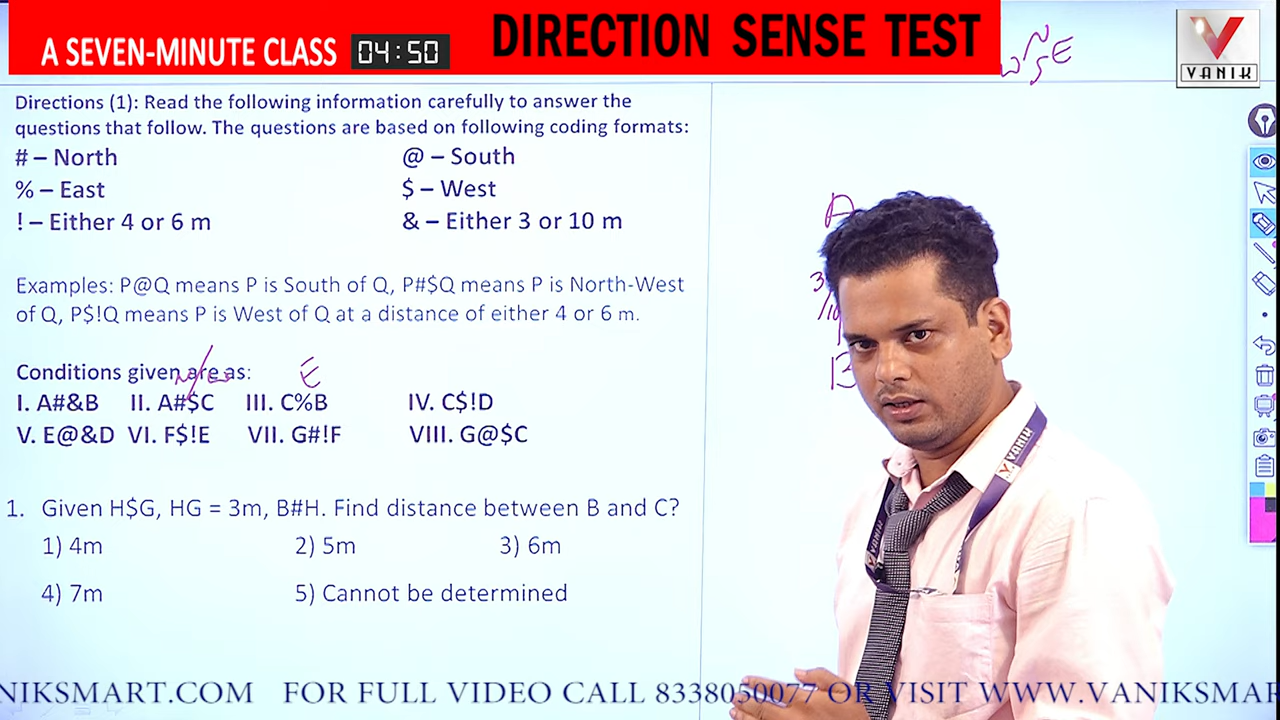 DIRECTION SENSE TEST
A SEVEN-MINUTE CLASS 04:50
N
W E
S
VANIK
Directions (1): Read the following information carefully to answer the
questions that follow. The questions are based on following coding formats:
# – North @ – South
% – East $ – West
! – Either 4 or 6 m & – Either 3 or 10 m
Examples: P@Q means P is South of Q, P#$Q means P is North-West
of Q, P$!Q means P is West of Q at a distance of either 4 or 6 m.
Conditions given are as:
N/W E
I. A#&B II. A#$C III. C%B IV. C$!D
V. E@&D VI. F$!E VII. G#!F VIII. G@$C
1. Given H$G, HG = 3m, B#H. Find distance between B and C?
1) 4m 2) 5m 3) 6m
4) 7m 5) Cannot be determined
A
3
/10
B
VANIK
VANIK
NIKSMART.COM FOR FULL VIDEO CALL 8338050077 OR VISIT WWW.VANIKSMAR